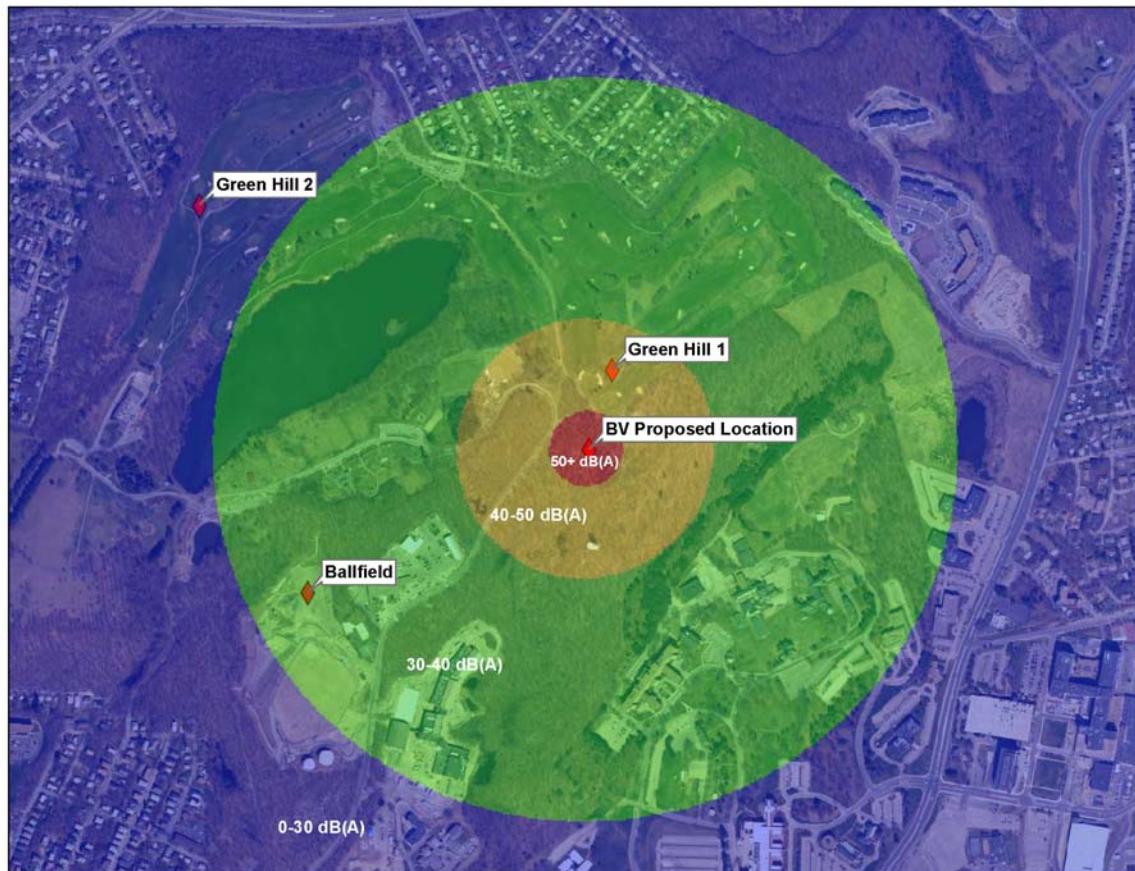 Green Hill 2
Green Hill 1
BV Proposed Location
50+ dB(A)
40-50 dB(A)
Ballfield
30-40 dB(A)
0-30 dB(A)